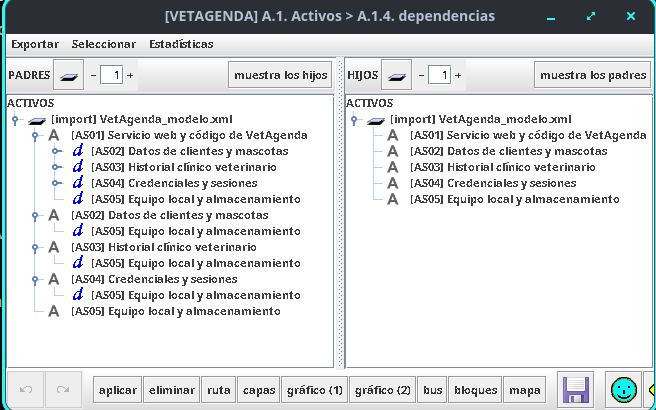 [VETAGENDA] A.1. Activos > A.1.4. dependencias
Exportar Seleccionar Estadísticas
PADRES - 1 + muestra los hijos
ACTIVOS
[import] VetAgenda_modelo.xml
A [AS01] Servicio web y código de VetAgenda
d [AS02] Datos de clientes y mascotas
d [AS03] Historial clínico veterinario
d [AS04] Credenciales y sesiones
d [AS05] Equipo local y almacenamiento
A [AS02] Datos de clientes y mascotas
d [AS05] Equipo local y almacenamiento
A [AS03] Historial clínico veterinario
d [AS05] Equipo local y almacenamiento
A [AS04] Credenciales y sesiones
d [AS05] Equipo local y almacenamiento
A [AS05] Equipo local y almacenamiento
HIJOS - 1 + muestra los padres
ACTIVOS
[import] VetAgenda_modelo.xml
A [AS01] Servicio web y código de VetAgenda
A [AS02] Datos de clientes y mascotas
A [AS03] Historial clínico veterinario
A [AS04] Credenciales y sesiones
A [AS05] Equipo local y almacenamiento
aplicar eliminar ruta capas gráfico (1) gráfico (2) bus bloques mapa